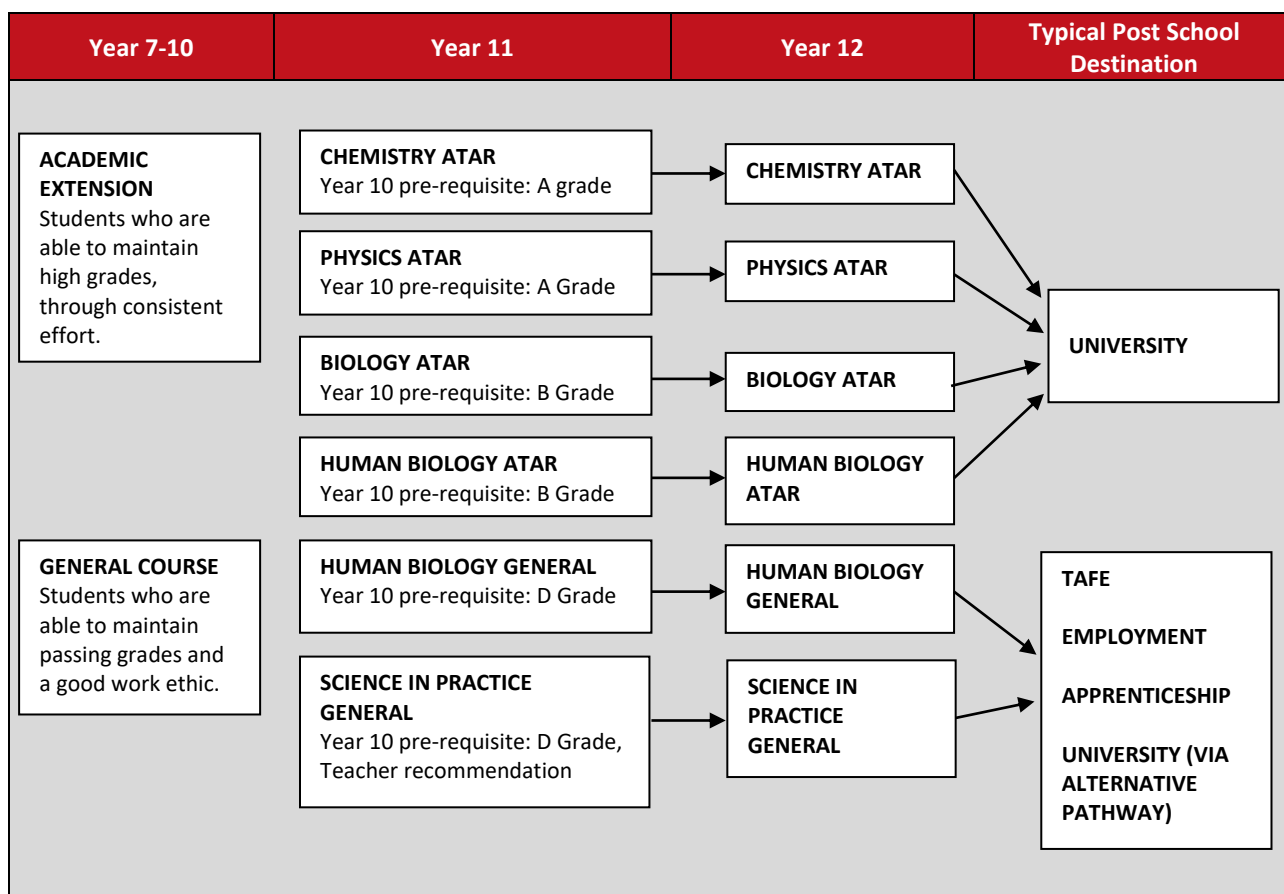 Year 7-10
Year 11
Year 12
Typical Post School
Destination
ACADEMIC
EXTENSION
Students who are
able to maintain
high grades,
through consistent
effort.
GENERAL COURSE
Students who are
able to maintain
passing grades and
a good work ethic.
CHEMISTRY ATAR
Year 10 pre-requisite: A grade
PHYSICS ATAR
Year 10 pre-requisite: A Grade
BIOLOGY ATAR
Year 10 pre-requisite: B Grade
HUMAN BIOLOGY ATAR
Year 10 pre-requisite: B Grade
HUMAN BIOLOGY GENERAL
Year 10 pre-requisite: D Grade
SCIENCE IN PRACTICE
GENERAL
Year 10 pre-requisite: D Grade,
Teacher recommendation
CHEMISTRY ATAR
PHYSICS ATAR
BIOLOGY ATAR
HUMAN BIOLOGY
ATAR
HUMAN BIOLOGY
GENERAL
SCIENCE IN
PRACTICE
GENERAL
UNIVERSITY
TAFE
EMPLOYMENT
APPRENTICESHIP
UNIVERSITY (VIA
ALTERNATIVE
PATHWAY)